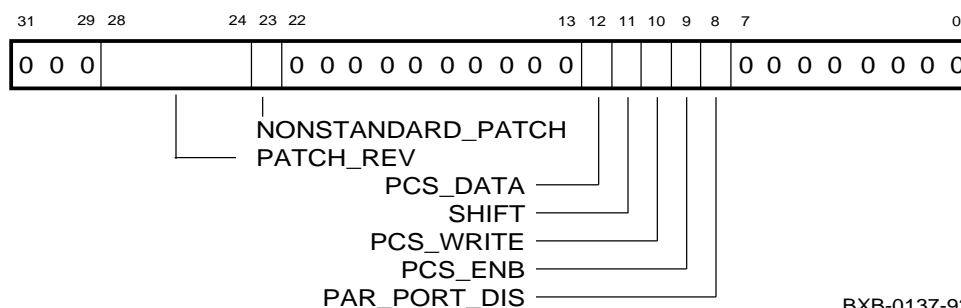 31 29 28 24 23 22 13 12 11 10 9 8 7 0
0 0 0 0 0 0 0 0 0 0 0 0 0 0 0 0 0 0 0 0 0
NONSTANDARD_PATCH
PATCH_REV
PCS_DATA
SHIFT
PCS_WRITE
PCS_ENB
PAR_PORT_DIS